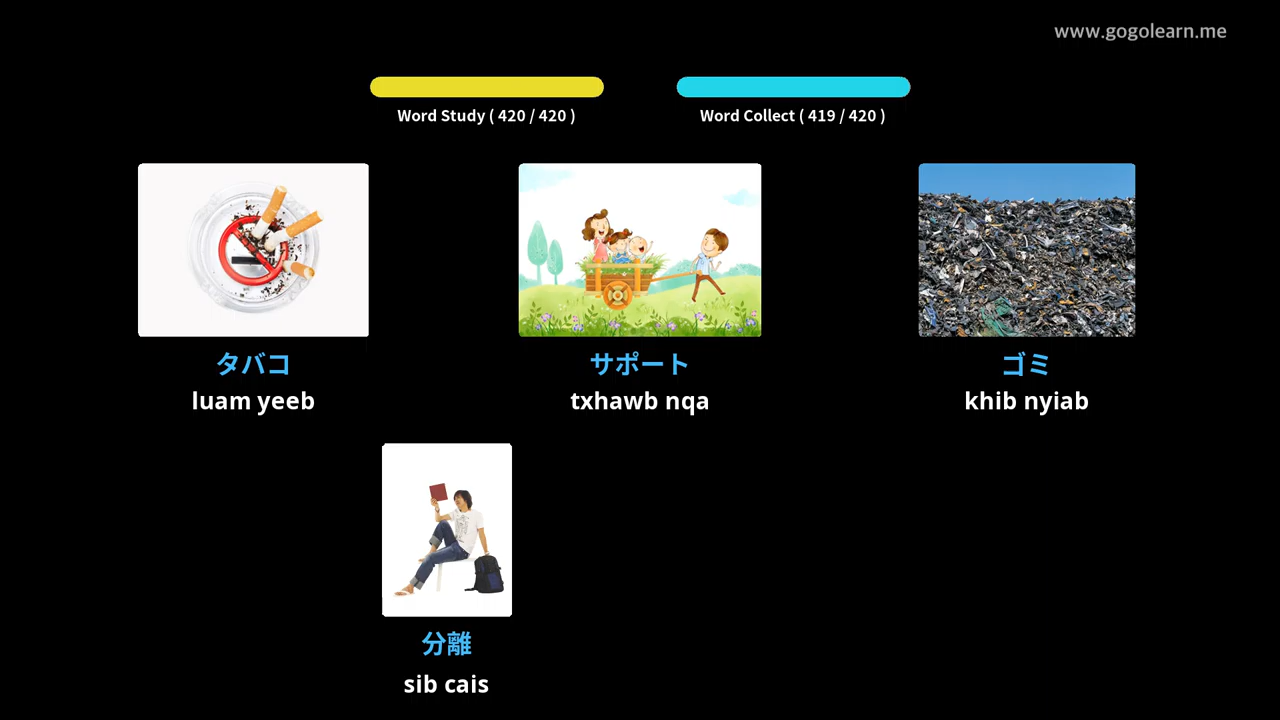 www.gogolearn.me
Word Study ( 420 / 420 )
Word Collect ( 419 / 420 )
タバコ
luam yeeb
サポート
txhawb nqa
ゴミ
khib nyiab
分離
sib cais